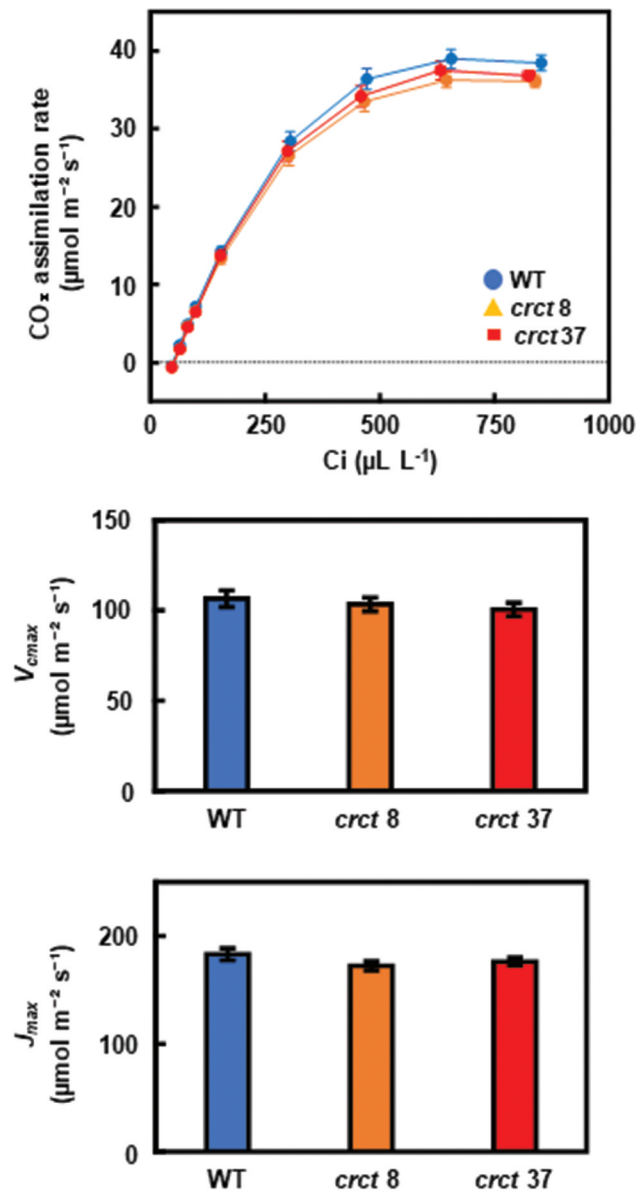 40
30
20
10
0
CO₂ assimilation rate
(µmol m⁻² s⁻¹)
WT
crct 8
crct 37
0 250 500 750 1000
Ci (µL L⁻¹)
150
100
50
0
Vcmax
(µmol m⁻² s⁻¹)
WT crct 8 crct 37
200
100
0
Jmax
(µmol m⁻² s⁻¹)
WT crct 8 crct 37